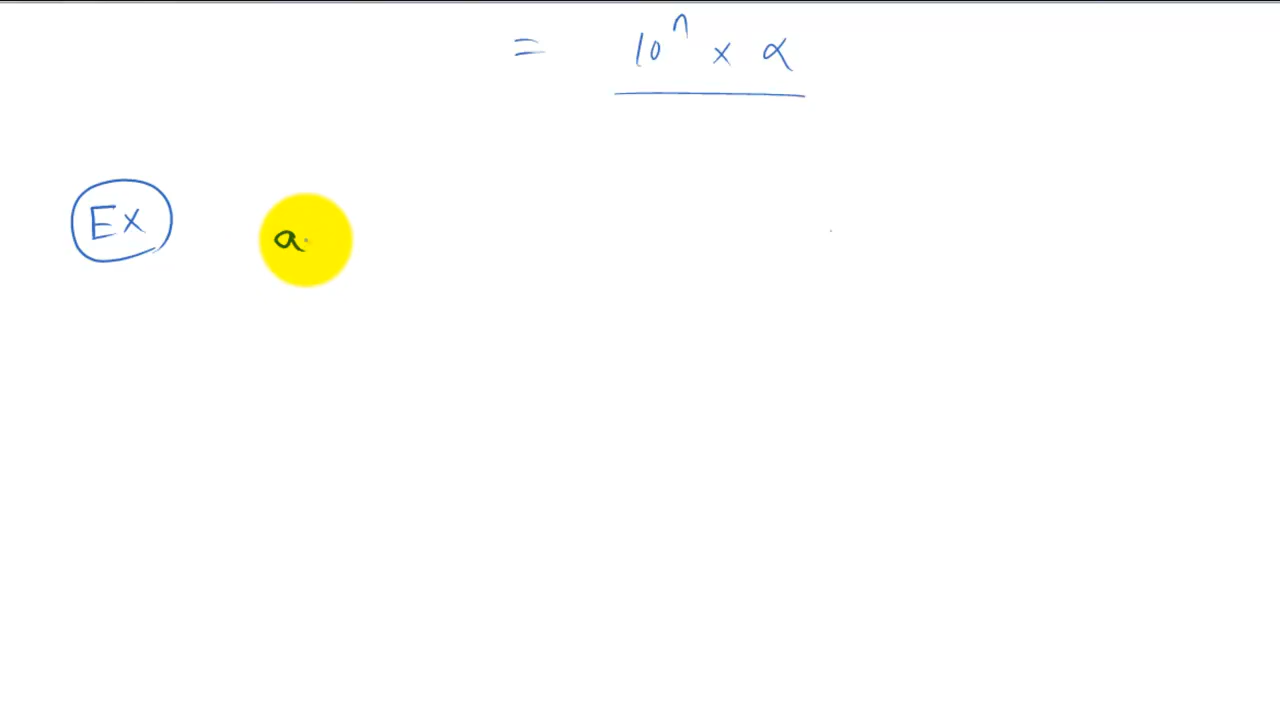 = 10ⁿ × α
Ex a.